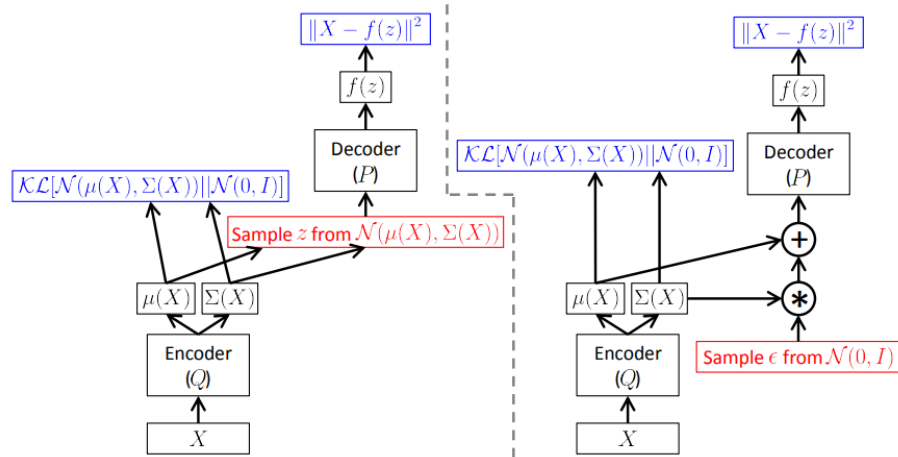 ‖X − f(z)‖²
f(z)
Decoder
(P)
𝒦ℒ[𝒩(μ(X), Σ(X))||𝒩(0, I)]
Sample z from 𝒩(μ(X), Σ(X))
μ(X)
Σ(X)
Encoder
(Q)
X
‖X − f(z)‖²
f(z)
Decoder
(P)
𝒦ℒ[𝒩(μ(X), Σ(X))||𝒩(0, I)]
+
μ(X)
Σ(X)
*
Encoder
(Q)
Sample ϵ from 𝒩(0, I)
X